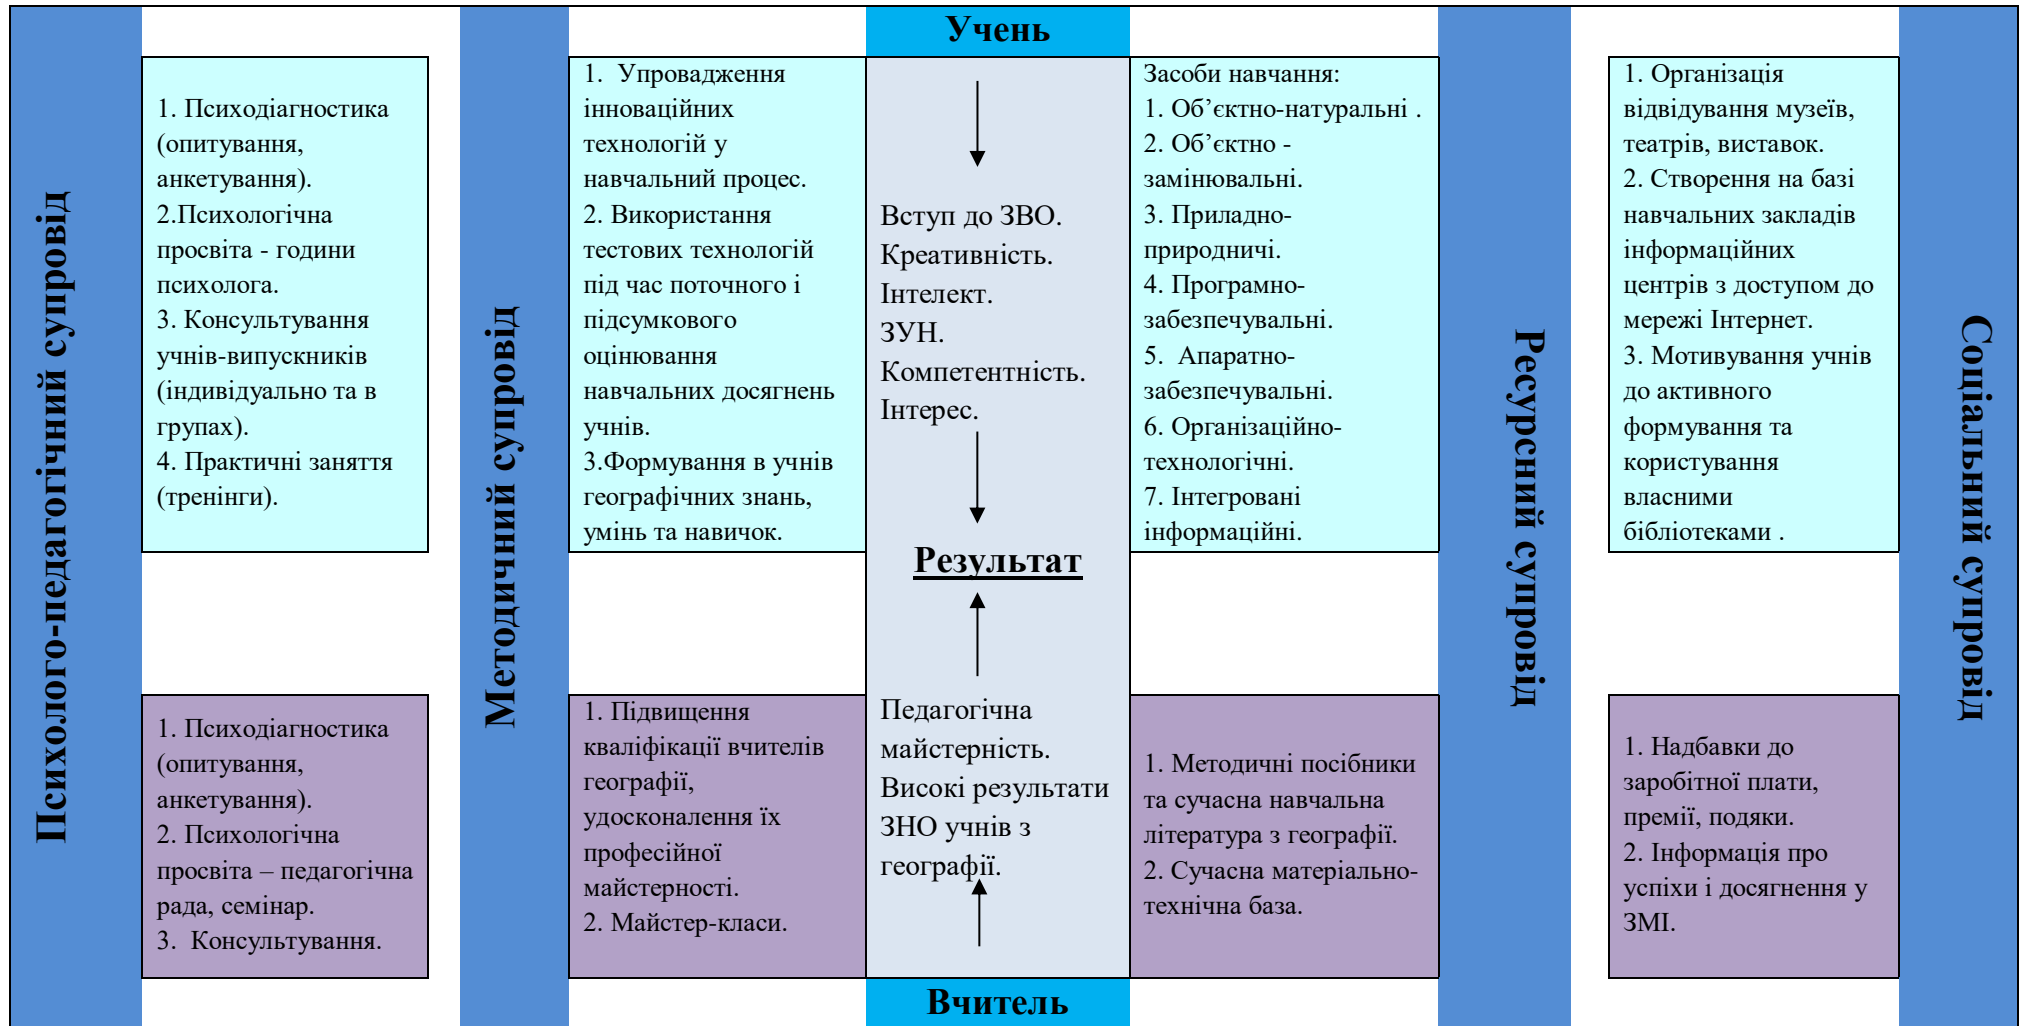 Учень
Психолого-педагогічний супровід
1. Психодіагностика
(опитування,
анкетування).
2.Психологічна
просвіта - години
психолога.
3. Консультування
учнів-випускників
(індивідуально та в
групах).
4. Практичні заняття
(тренінги).
Методичний супровід
1. Упровадження
інноваційних
технологій у
навчальний процес.
2. Використання
тестових технологій
під час поточного і
підсумкового
оцінювання
навчальних досягнень
учнів.
3.Формування в учнів
географічних знань,
умінь та навичок.
Вступ до ЗВО.
Креативність.
Інтелект.
ЗУН.
Компетентність.
Інтерес.
Результат
Засоби навчання:
1. Об’єктно-натуральні .
2. Об’єктно -
замінювальні.
3. Приладно-
природничі.
4. Програмно-
забезпечувальні.
5. Апаратно-
забезпечувальні.
6. Організаційно-
технологічні.
7. Інтегровані
інформаційні.
Ресурсний супровід
1. Організація
відвідування музеїв,
театрів, виставок.
2. Створення на базі
навчальних закладів
інформаційних
центрів з доступом до
мережі Інтернет.
3. Мотивування учнів
до активного
формування та
користування
власними
бібліотеками .
Соціальний супровід
1. Психодіагностика
(опитування,
анкетування).
2. Психологічна
просвіта – педагогічна
рада, семінар.
3. Консультування.
1. Підвищення
кваліфікації вчителів
географії,
удосконалення їх
професійної
майстерності.
2. Майстер-класи.
Педагогічна
майстерність.
Високі результати
ЗНО учнів з
географії.
1. Методичні посібники
та сучасна навчальна
література з географії.
2. Сучасна матеріально-
технічна база.
1. Надбавки до
заробітної плати,
премії, подяки.
2. Інформація про
успіхи і досягнення у
ЗМІ.
Вчитель